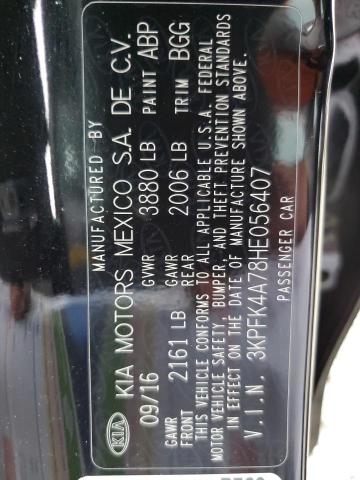 MANUFACTURED BY
KIA KIA MOTORS MEXICO S.A. DE C.V.
09/16 GVWR 3880 LB PAINT ABP
GAWR FRONT 2161 LB GAWR REAR 2006 LB TRIM BGG
THIS VEHICLE CONFORMS TO ALL APPLICABLE U.S.A. FEDERAL
MOTOR VEHICLE SAFETY, BUMPER, AND THEFT PREVENTION STANDARDS
IN EFFECT ON THE DATE OF MANUFACTURE SHOWN ABOVE.
V.I.N. 3KPFK4A78HE056407
PASSENGER CAR